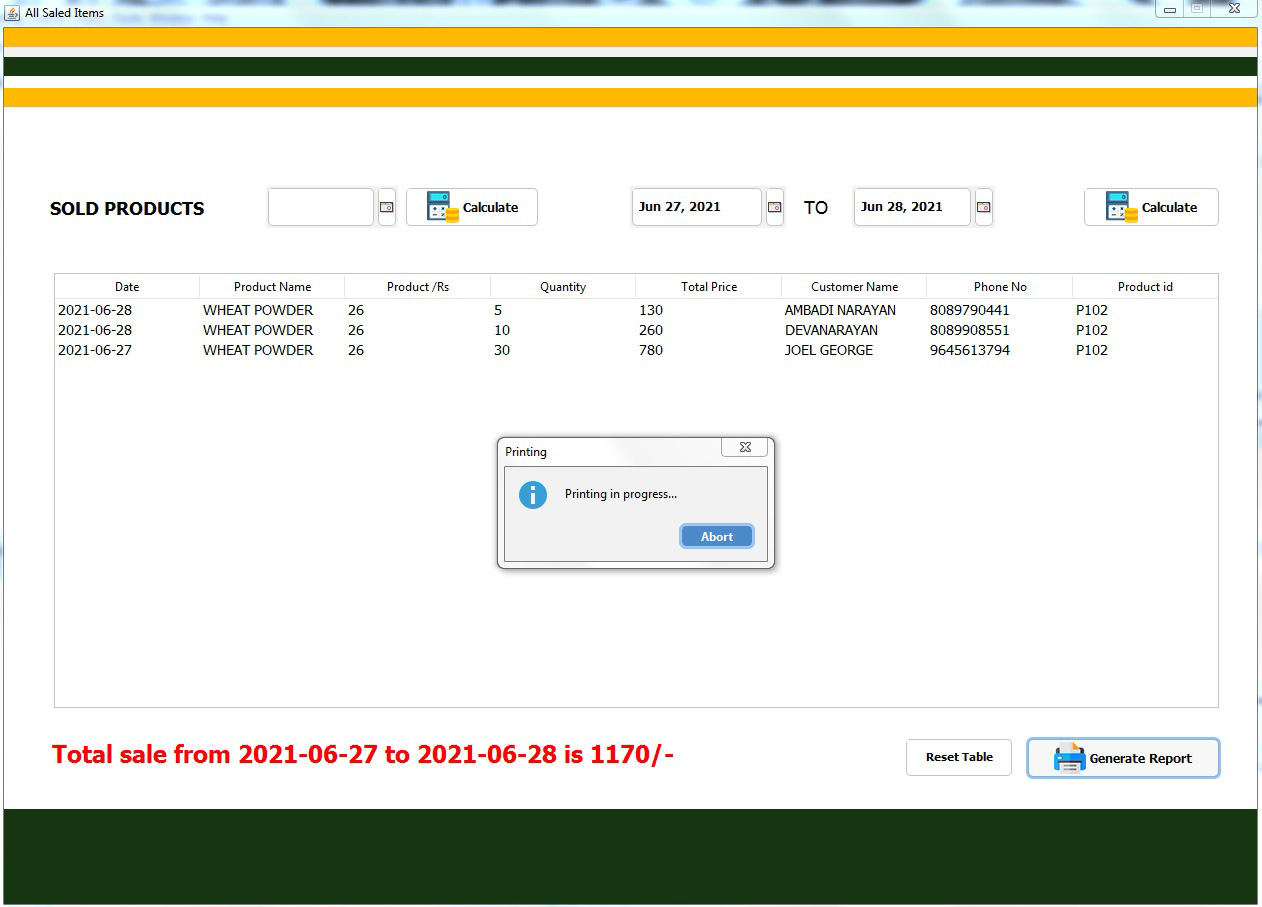 All Saled Items
SOLD PRODUCTS Calculate Jun 27, 2021 TO Jun 28, 2021 Calculate
Date Product Name Product /Rs Quantity Total Price Customer Name Phone No Product id
2021-06-28 WHEAT POWDER 26 5 130 AMBADI NARAYAN 8089790441 P102
2021-06-28 WHEAT POWDER 26 10 260 DEVANARAYAN 8089908551 P102
2021-06-27 WHEAT POWDER 26 30 780 JOEL GEORGE 9645613794 P102
Printing
Printing in progress...
Abort
Total sale from 2021-06-27 to 2021-06-28 is 1170/- Reset Table Generate Report